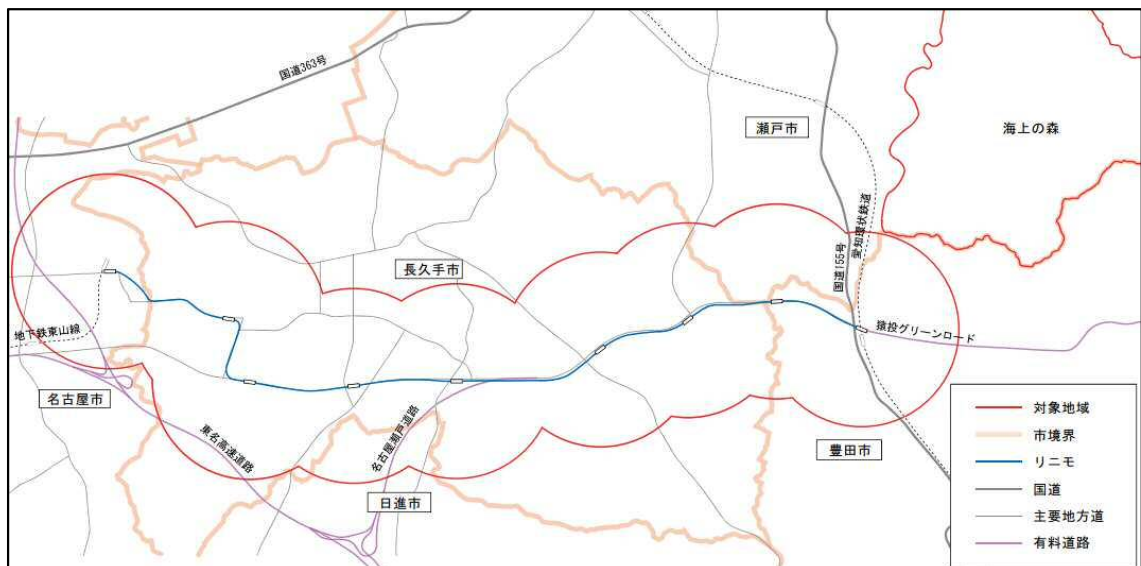 国道363号
瀬戸市
海上の森
長久手市
国道155号
愛知環状鉄道
地下鉄東山線
猿投グリーンロード
名古屋市
東名高速道路
名古屋瀬戸道路
豊田市
日進市
対象地域
市境界
リニモ
国道
主要地方道
有料道路